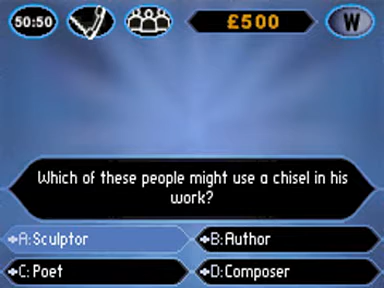 50:50
£500
W
Which of these people might use a chisel in his
work?
A:Sculptor
B:Author
C:Poet
D:Composer